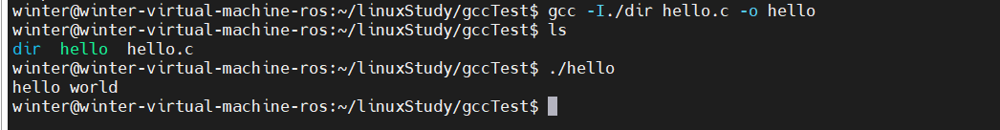 winter@winter-virtual-machine-ros:~/linuxStudy/gccTest$ gcc -I./dir hello.c -o hello
winter@winter-virtual-machine-ros:~/linuxStudy/gccTest$ ls
dir  hello  hello.c
winter@winter-virtual-machine-ros:~/linuxStudy/gccTest$ ./hello
hello world
winter@winter-virtual-machine-ros:~/linuxStudy/gccTest$